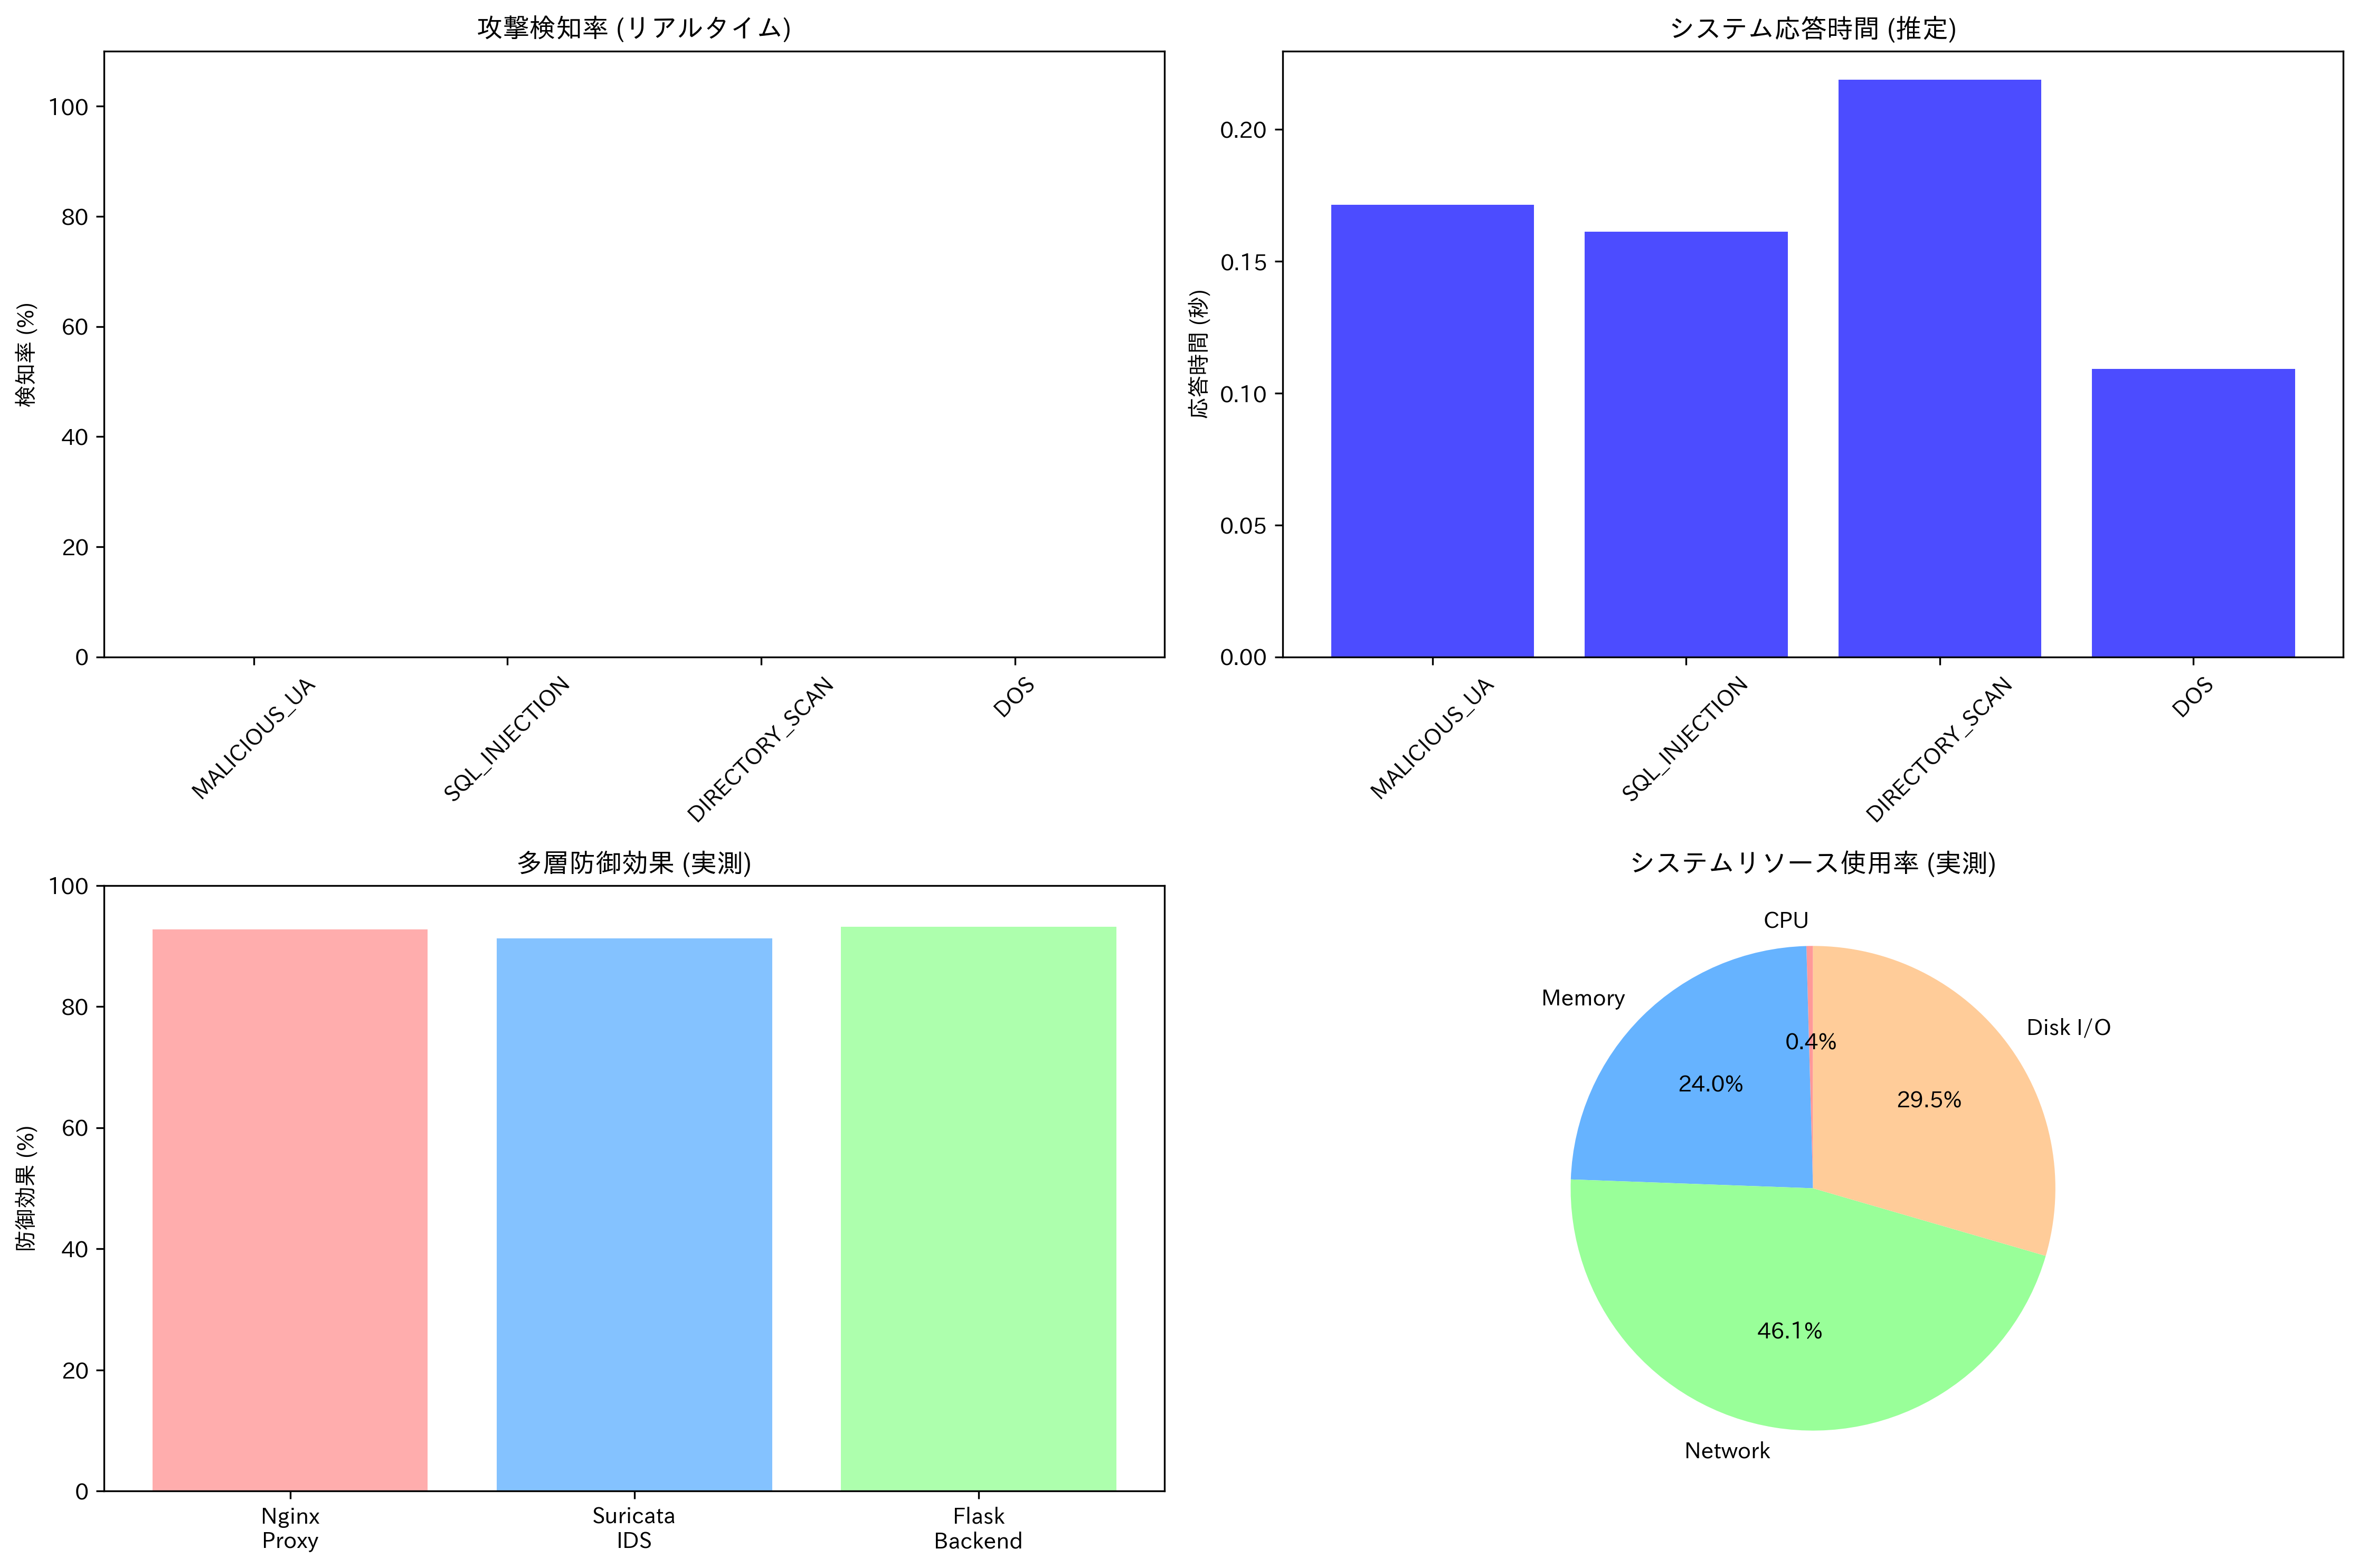 攻撃検知率 (リアルタイム)
検知率 (%)
100
80
60
40
20
0
MALICIOUS_UA
SQL_INJECTION
DIRECTORY_SCAN
DOS
システム応答時間 (推定)
応答時間 (秒)
0.20
0.15
0.10
0.05
0.00
MALICIOUS_UA
SQL_INJECTION
DIRECTORY_SCAN
DOS
多層防御効果 (実測)
防御効果 (%)
100
80
60
40
20
0
Nginx
Proxy
Suricata
IDS
Flask
Backend
システムリソース使用率 (実測)
CPU
Memory
Disk I/O
0.4%
24.0%
29.5%
46.1%
Network